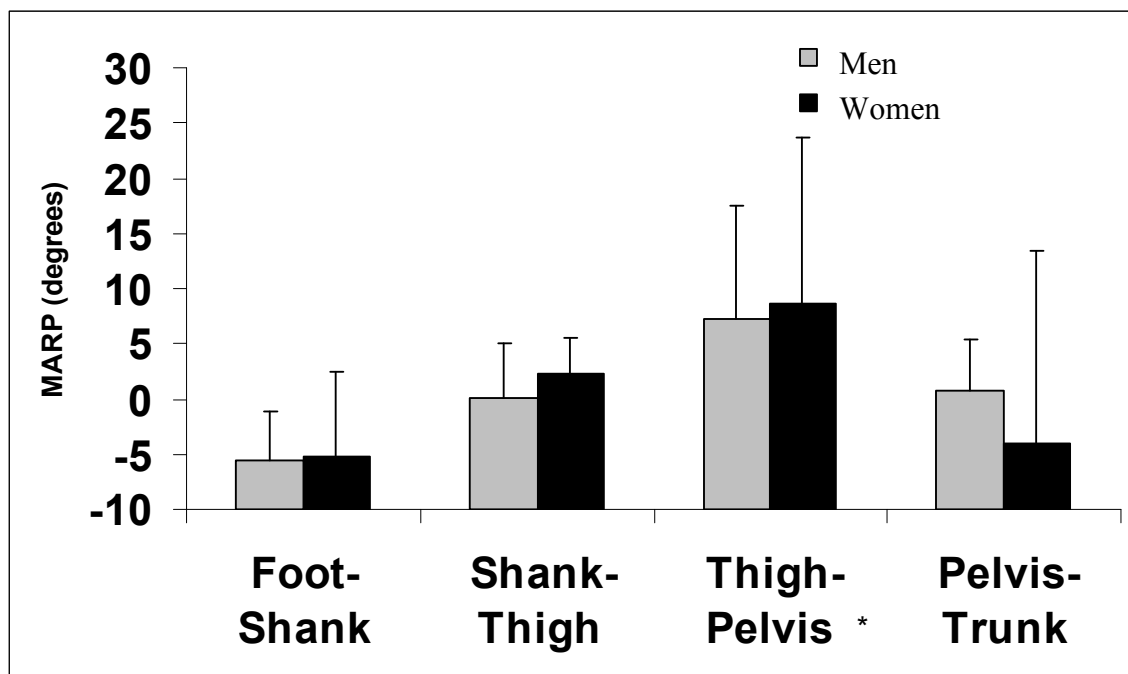 30
25
20
15
10
5
0
-5
-10
MARP (degrees)
Men
Women
Foot-
Shank
Shank-
Thigh
Thigh-
Pelvis *
Pelvis-
Trunk